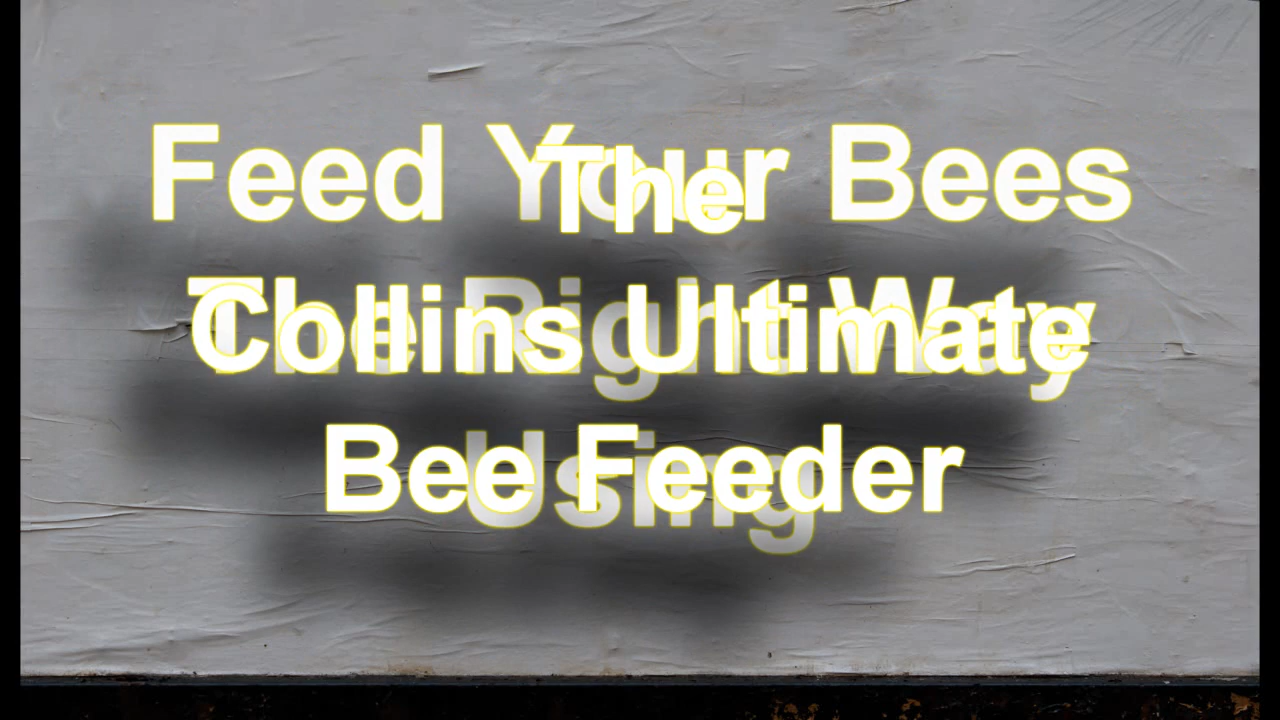 Feed Your Bees
The Right Way
Using
The
Collins Ultimate
Bee Feeder